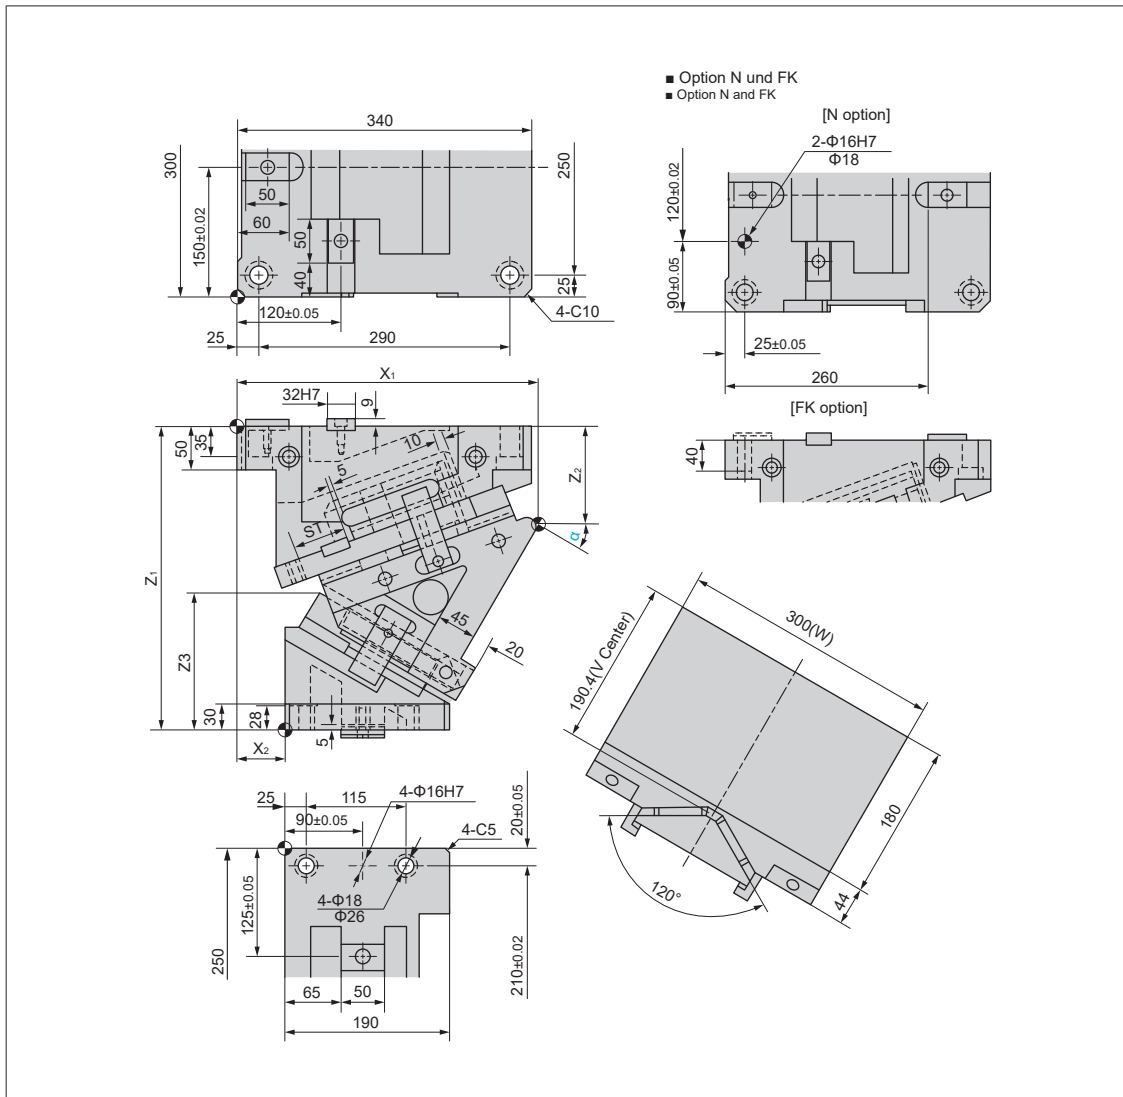 ■ Option N und FK
■ Option N and FK
[N option]
340
2-Φ16H7
Φ18
300
150±0.02
50
60
50
40
250
25
120±0.05
4-C10
25
290
120±0.02
90±0.05
25±0.05
260
[FK option]
40
X1
32H7
9
50
35
10
5
ST
Z2
α
Z1
Z3
45
20
30
28
5
X2
300(W)
190.4(V Center)
180
44
120°
25
115
4-Φ16H7
90±0.05
4-C5
20±0.05
4-Φ18
Φ26
125±0.05
250
210±0.02
65
50
190